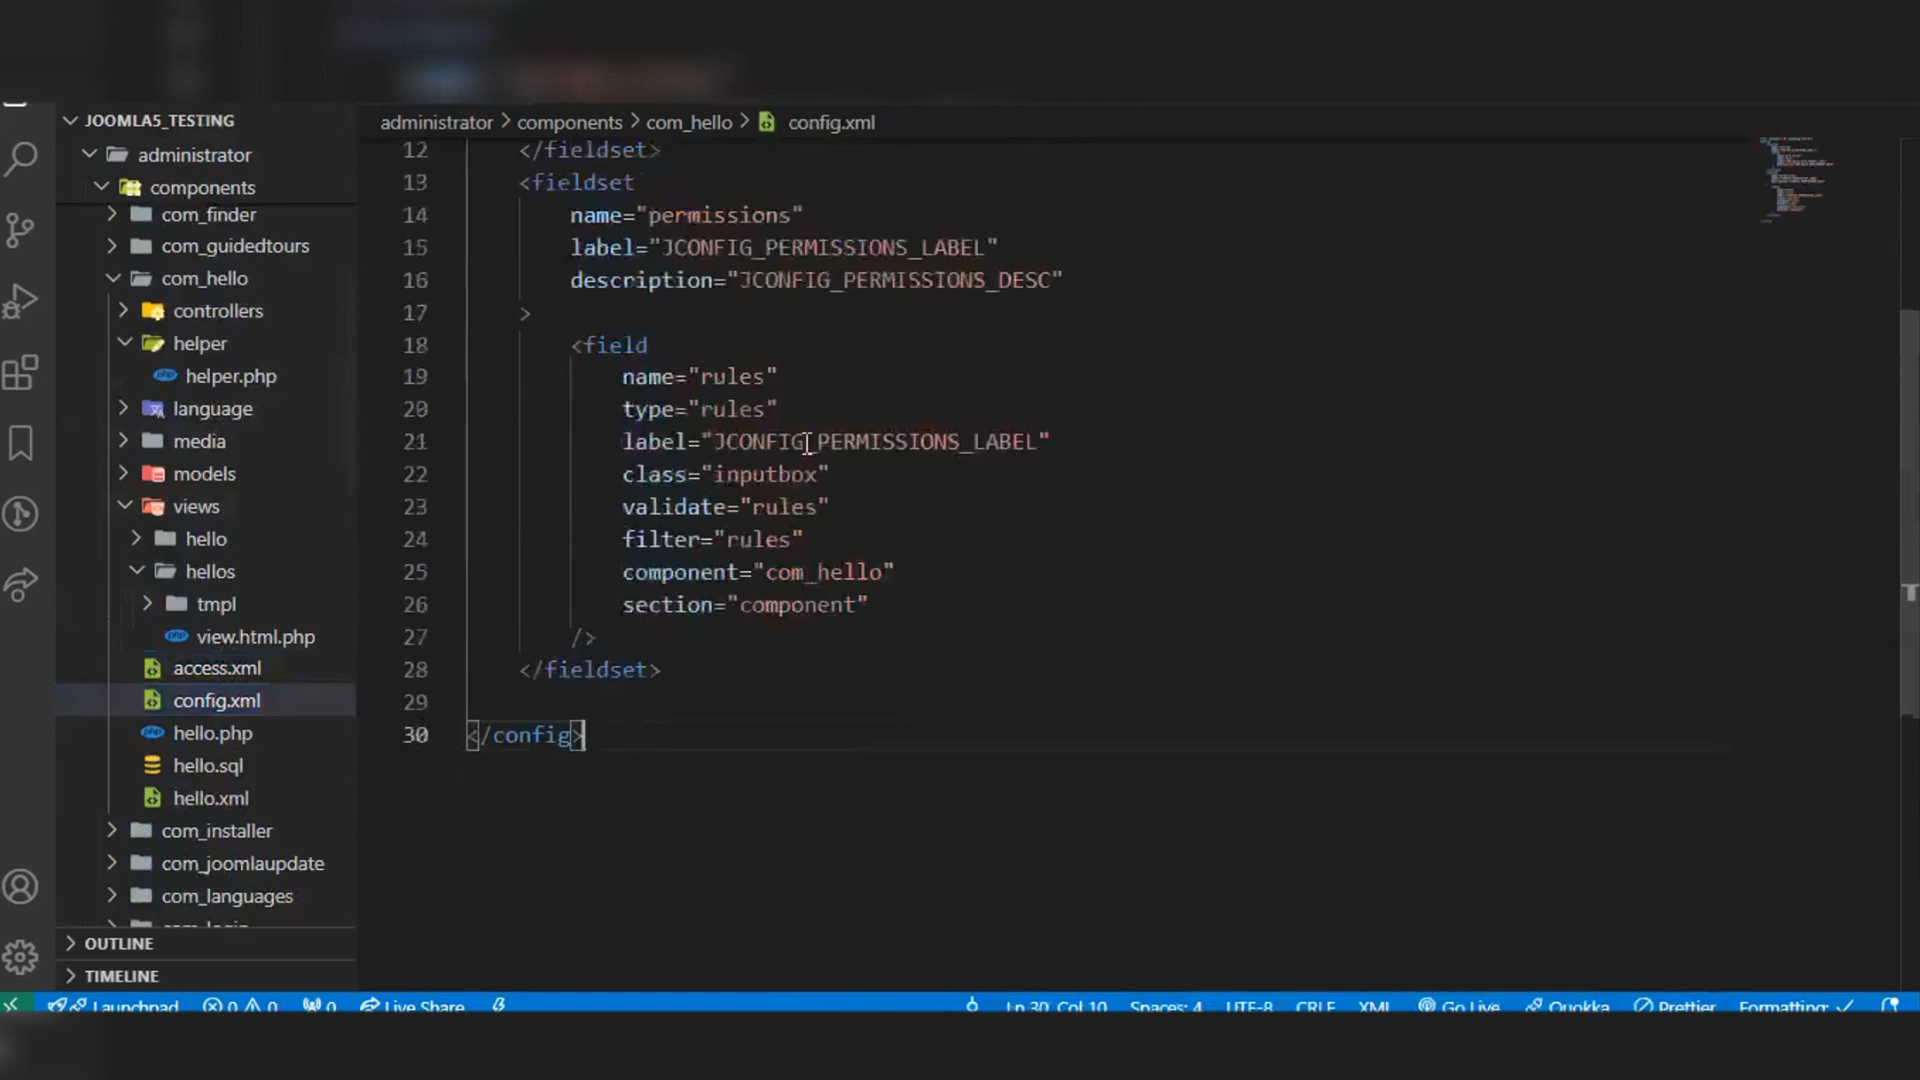 JOOMLA5_TESTING
administrator
components
com_finder
com_guidedtours
com_hello
controllers
helper
helper.php
language
media
models
views
hello
hellos
tmpl
view.html.php
access.xml
config.xml
hello.php
hello.sql
hello.xml
com_installer
com_joomlaupdate
com_languages
OUTLINE
TIMELINE
administrator > components > com_hello > config.xml
12 </fieldset>
13 <fieldset
14 name="permissions"
15 label="JCONFIG_PERMISSIONS_LABEL"
16 description="JCONFIG_PERMISSIONS_DESC"
17 >
18 <field
19 name="rules"
20 type="rules"
21 label="JCONFIG_PERMISSIONS_LABEL"
22 class="inputbox"
23 validate="rules"
24 filter="rules"
25 component="com_hello"
26 section="component"
27 />
28 </fieldset>
29
30 </config>
Launchpad 0 0 0 Live Share Ln 30, Col 10 Spaces: 4 UTF-8 CRLF XML Go Live Quokka Prettier Formatting: ✓